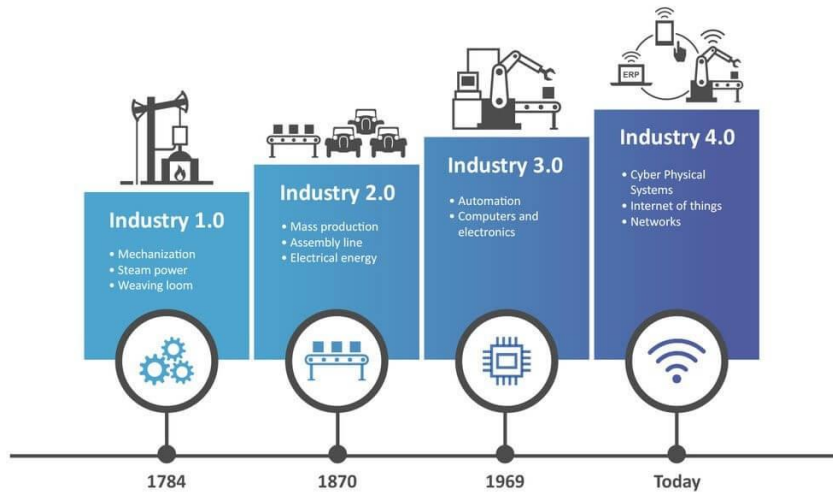 Industry 1.0
• Mechanization
• Steam power
• Weaving loom
Industry 2.0
• Mass production
• Assembly line
• Electrical energy
Industry 3.0
• Automation
• Computers and
electronics
ERP
Industry 4.0
• Cyber Physical
Systems
• Internet of things
• Networks
1784
1870
1969
Today